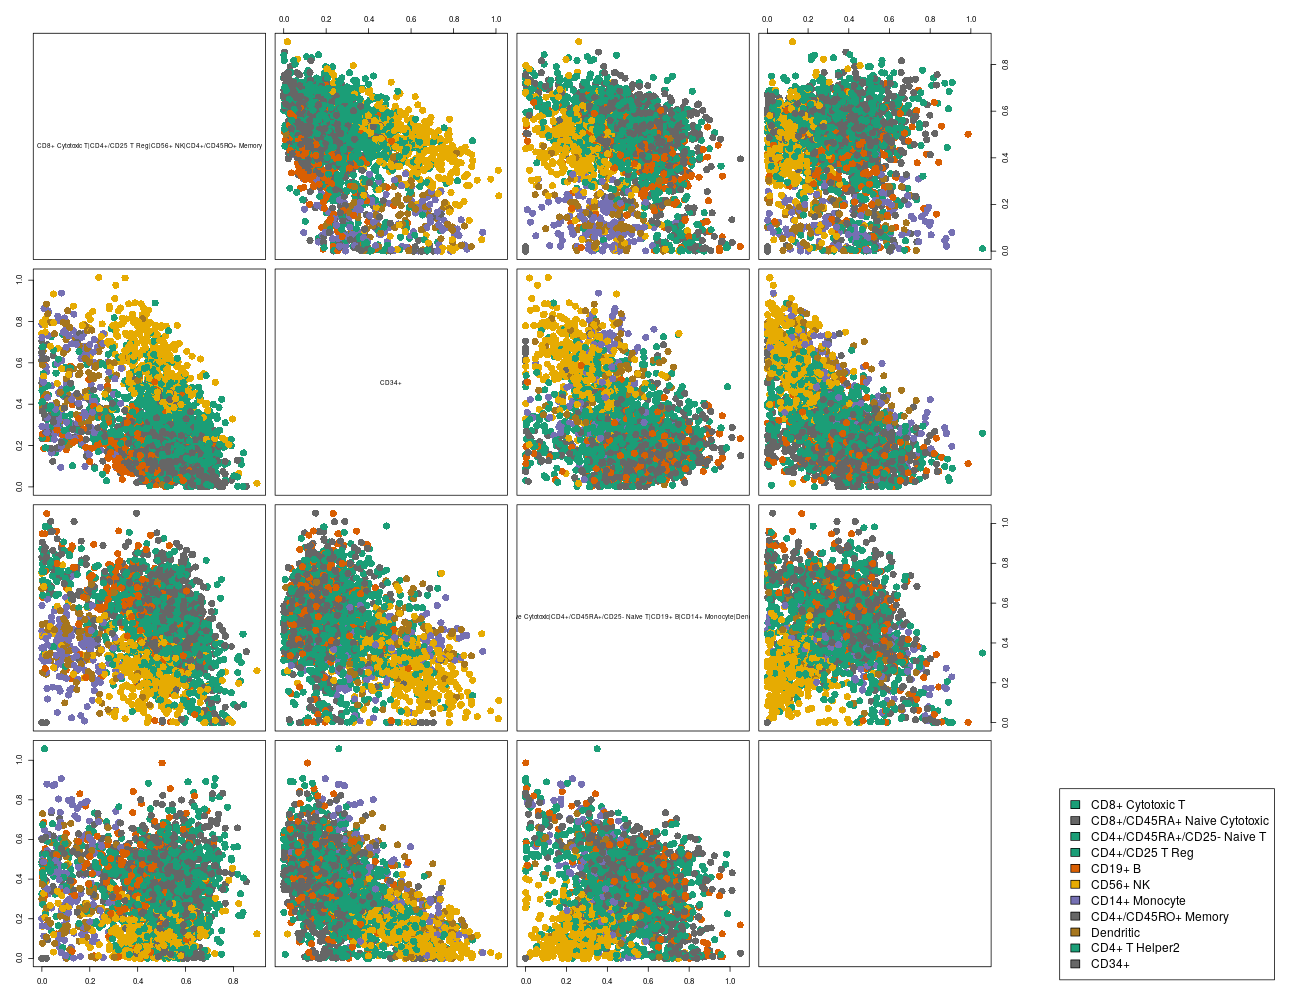 0.0 0.2 0.4 0.6 0.8 1.0
0.0 0.2 0.4 0.6 0.8 1.0
CD8+ Cytotoxic T|CD4+/CD25 T Reg|CD56+ NK|CD4+/CD45RO+ Memory
0.0 0.2 0.4 0.6 0.8
0.0 0.2 0.4 0.6 0.8 1.0
CD34+
ve Cytotoxic|CD4+/CD45RA+/CD25- Naive T|CD19+ B|CD14+ Monocyte|Den
0.0 0.2 0.4 0.6 0.8 1.0
0.0 0.2 0.4 0.6 0.8 1.0
0.0 0.2 0.4 0.6 0.8
0.0 0.2 0.4 0.6 0.8 1.0
CD8+ Cytotoxic T
CD8+/CD45RA+ Naive Cytotoxic
CD4+/CD45RA+/CD25- Naive T
CD4+/CD25 T Reg
CD19+ B
CD56+ NK
CD14+ Monocyte
CD4+/CD45RO+ Memory
Dendritic
CD4+ T Helper2
CD34+